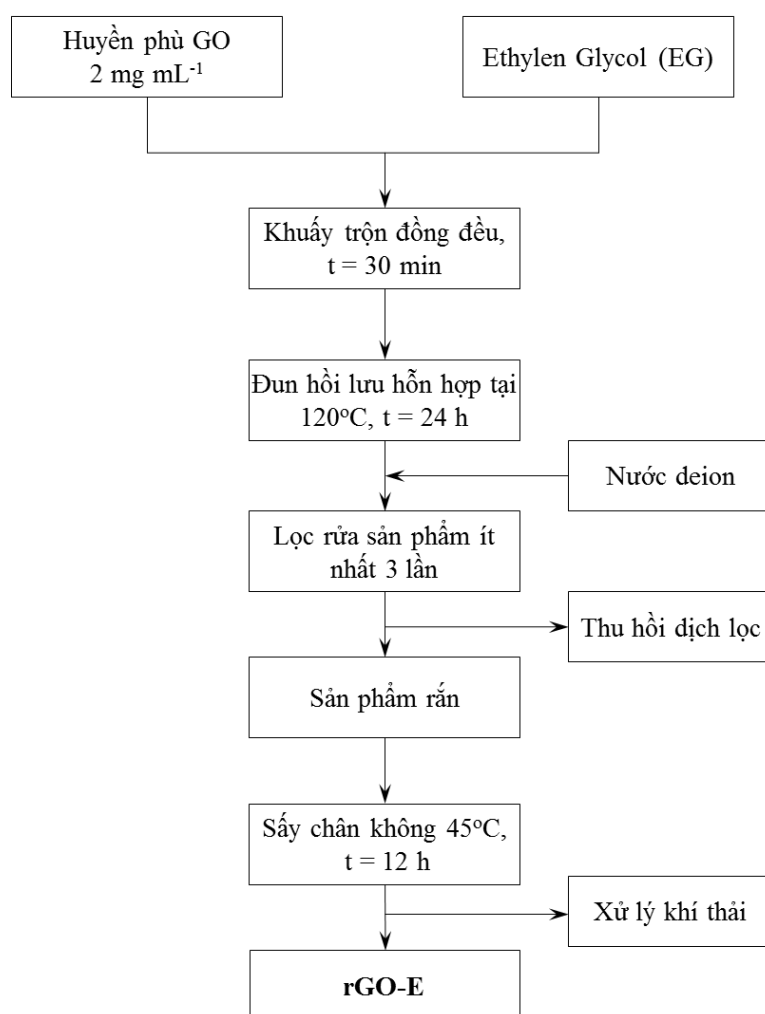 Huyền phù GO
2 mg mL⁻¹
Ethylen Glycol (EG)
Khuấy trộn đồng đều,
t = 30 min
Đun hồi lưu hỗn hợp tại
120ᵒC, t = 24 h
Nước deion
Lọc rửa sản phẩm ít
nhất 3 lần
Thu hồi dịch lọc
Sản phẩm rắn
Sấy chân không 45ᵒC,
t = 12 h
Xử lý khí thải
rGO-E